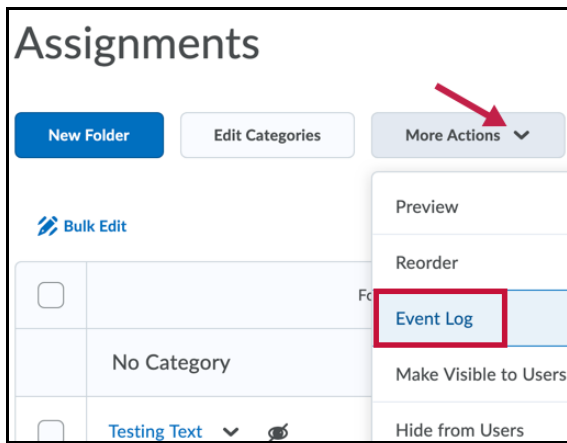 Assignments
New Folder
Edit Categories
More Actions
Bulk Edit
Preview
Reorder
Event Log
Make Visible to Users
Hide from Users
No Category
Testing Text